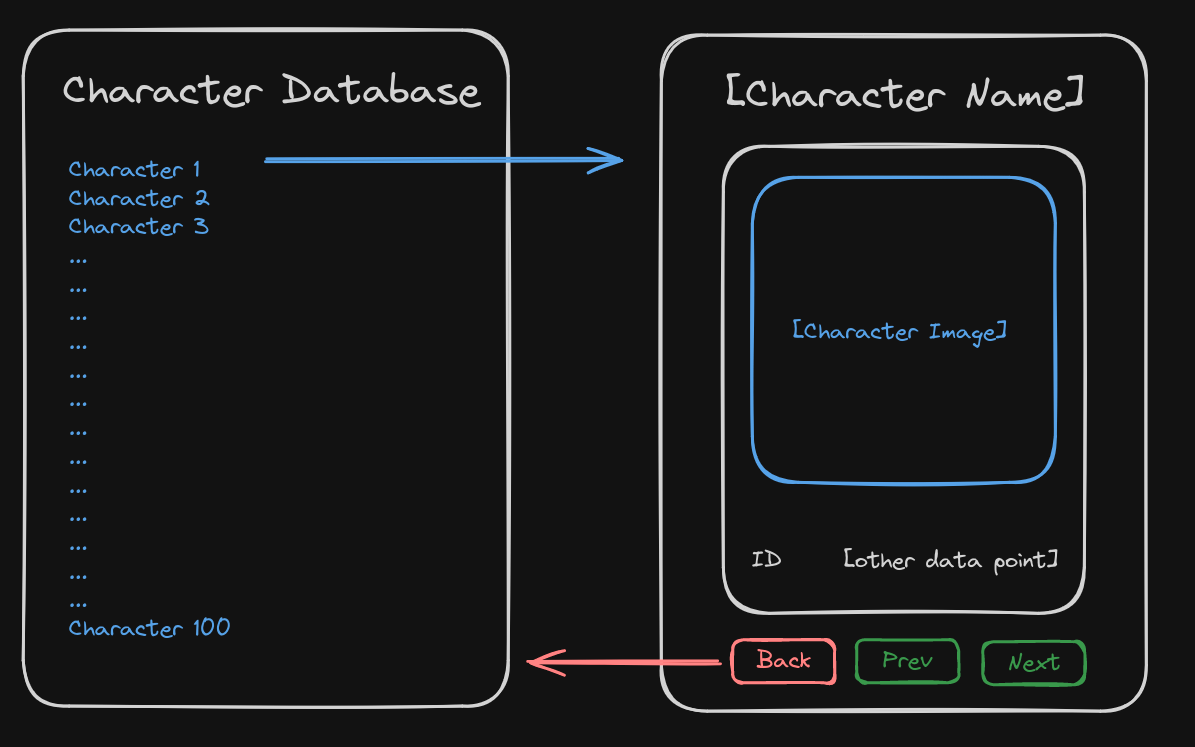 Character Database
Character 1
Character 2
Character 3
...
...
...
...
...
...
...
...
...
...
...
...
...
Character 100
[Character Name]
[Character Image]
ID [other data point]
Back Prev Next